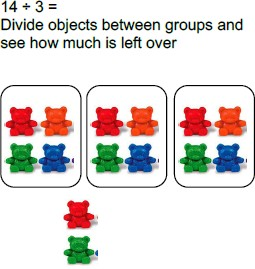 14 ÷ 3 =
Divide objects between groups and
see how much is left over